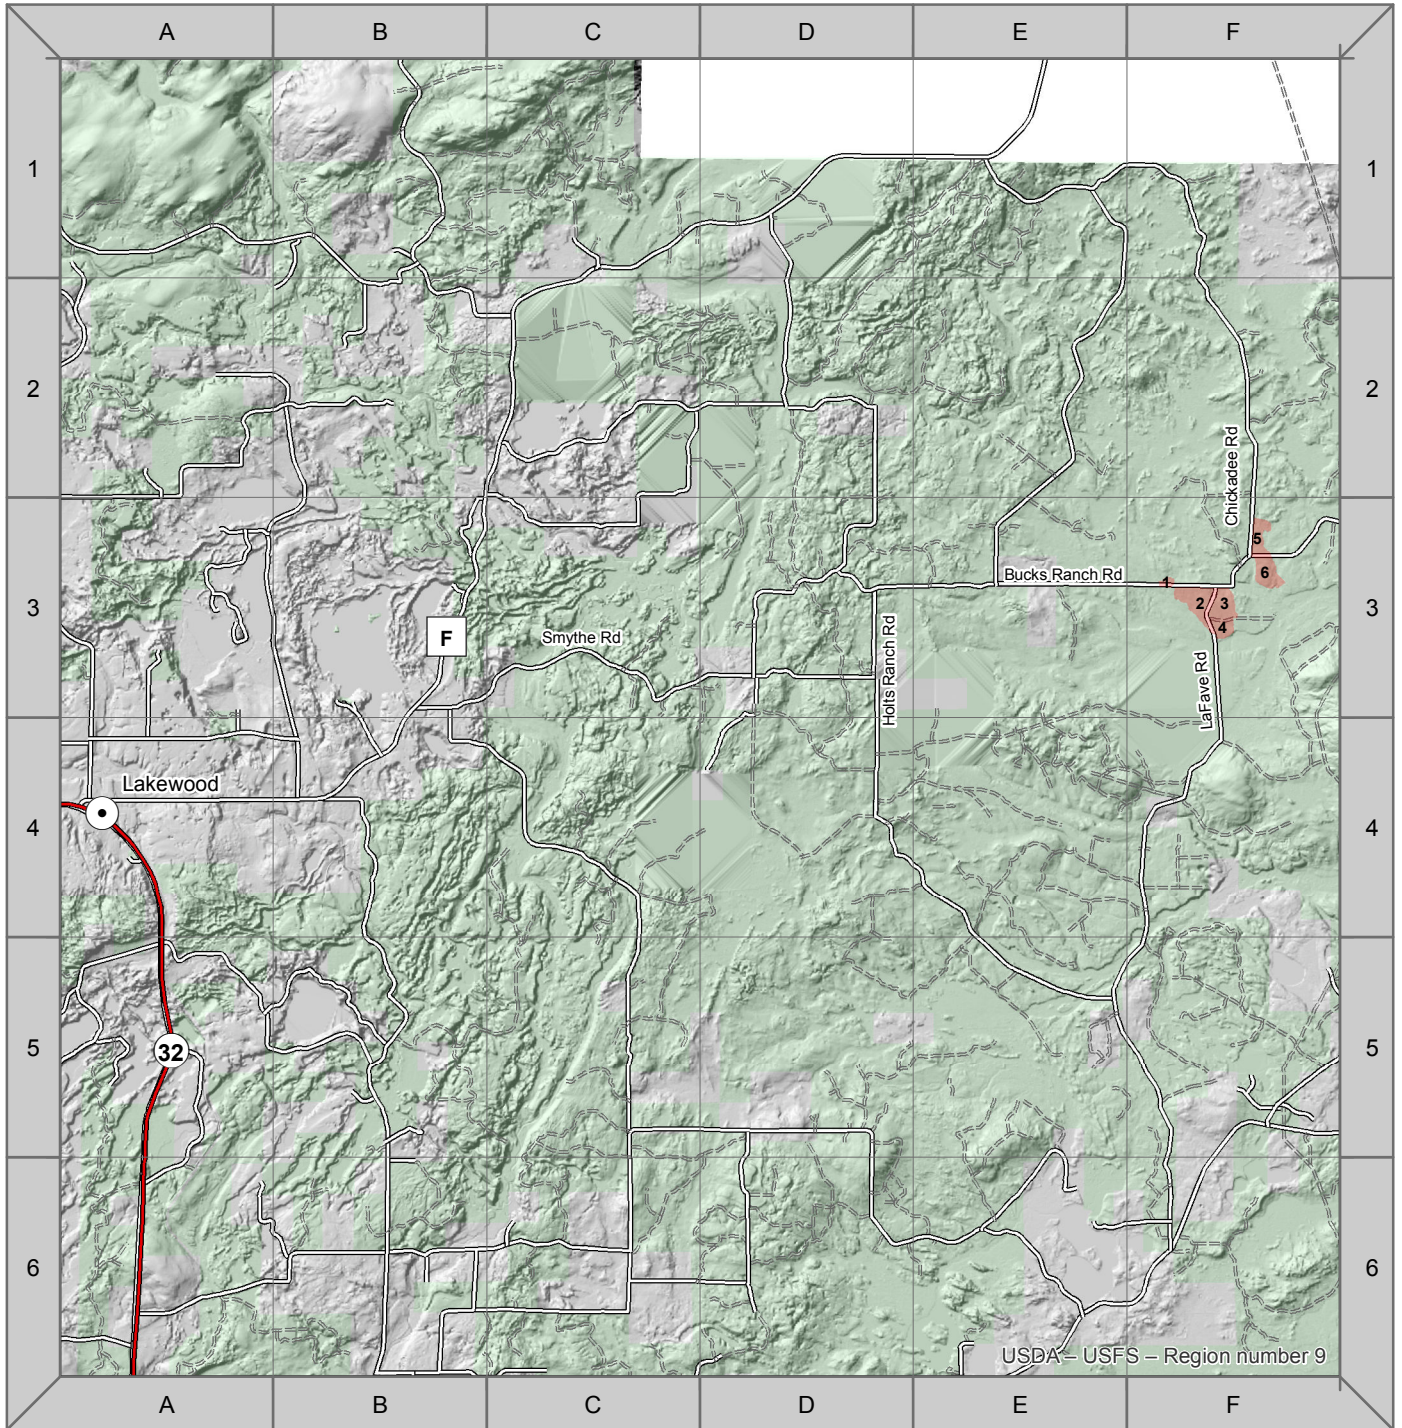 A B C D E F
1 1
2 2
Chickadee Rd
5
Bucks Ranch Rd
6
1
2 3
3 3
4
F
Smythe Rd
Holts Ranch Rd
LaFave Rd
Lakewood
4 4
32
5 5
6 6
USDA – USFS – Region number 9
A B C D E F